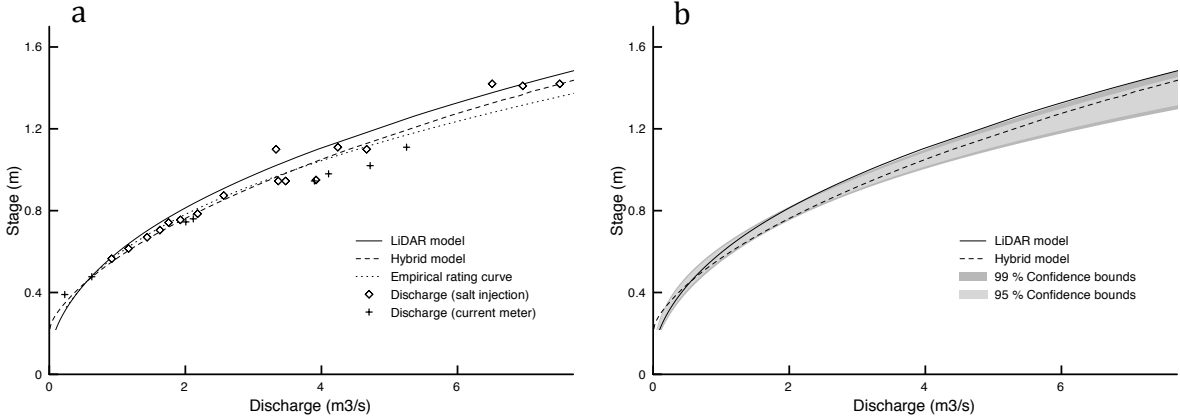 a
1.6
1.2
0.8
0.4
0
Stage (m)
LiDAR model
Hybrid model
Empirical rating curve
Discharge (salt injection)
Discharge (current meter)
0 2 4 6
Discharge (m3/s)
b
1.6
1.2
0.8
0.4
0
Stage (m)
LiDAR model
Hybrid model
99 % Confidence bounds
95 % Confidence bounds
0 2 4 6
Discharge (m3/s)